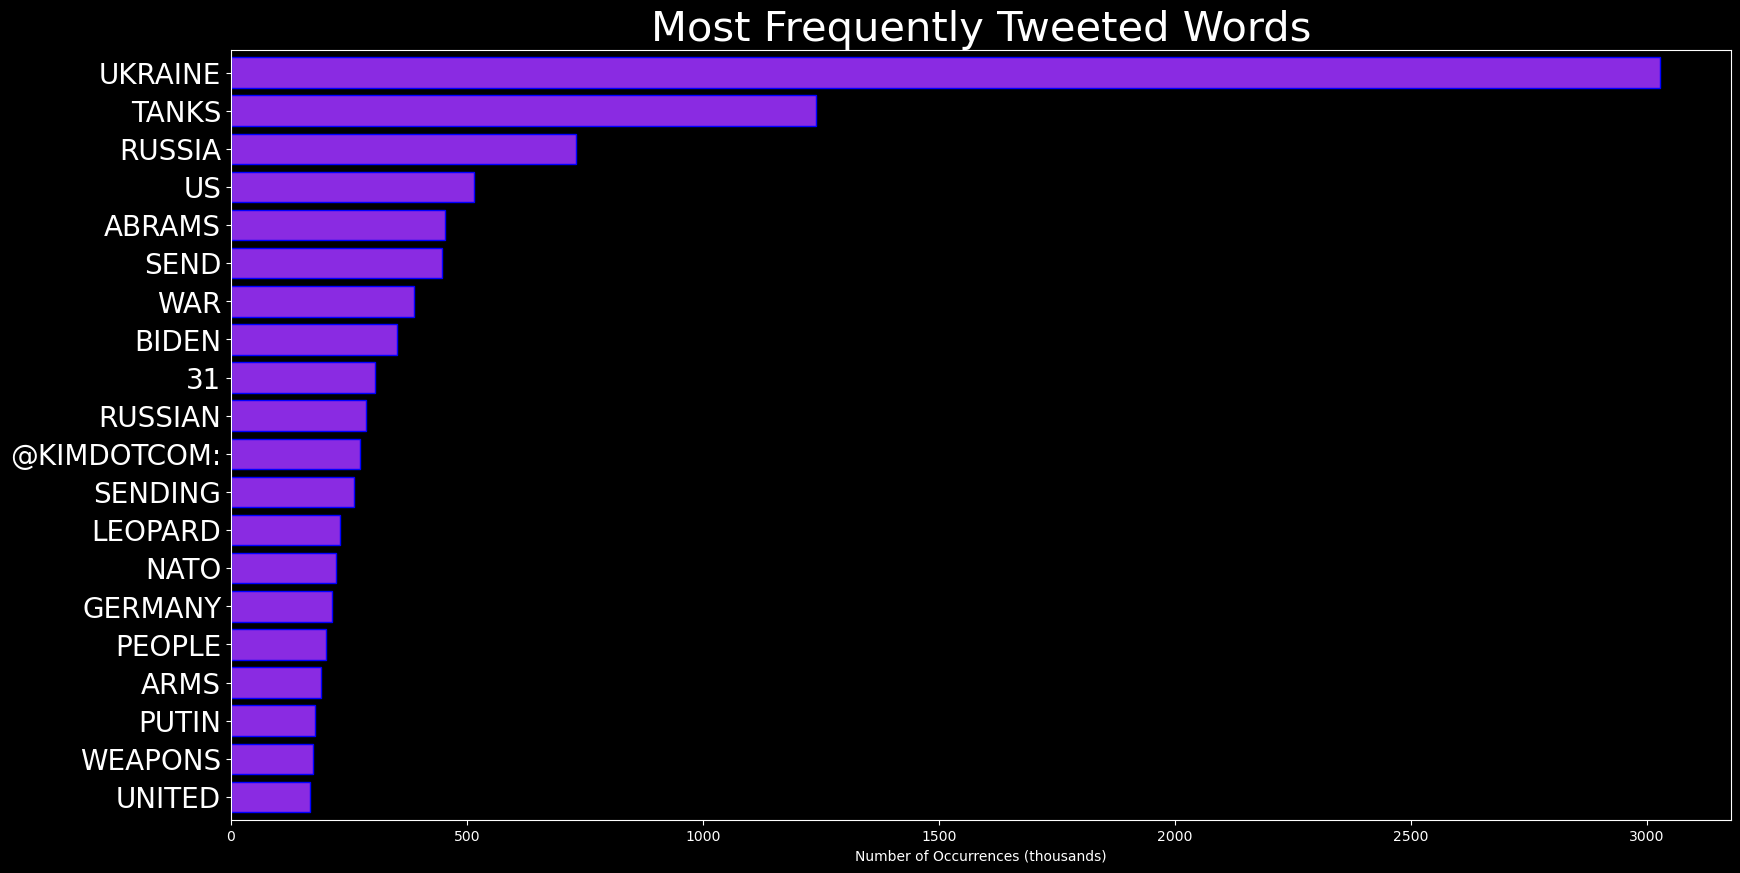 Most Frequently Tweeted Words
UKRAINE
TANKS
RUSSIA
US
ABRAMS
SEND
WAR
BIDEN
31
RUSSIAN
@KIMDOTCOM:
SENDING
LEOPARD
NATO
GERMANY
PEOPLE
ARMS
PUTIN
WEAPONS
UNITED
0 500 1000 1500 2000 2500 3000
Number of Occurrences (thousands)